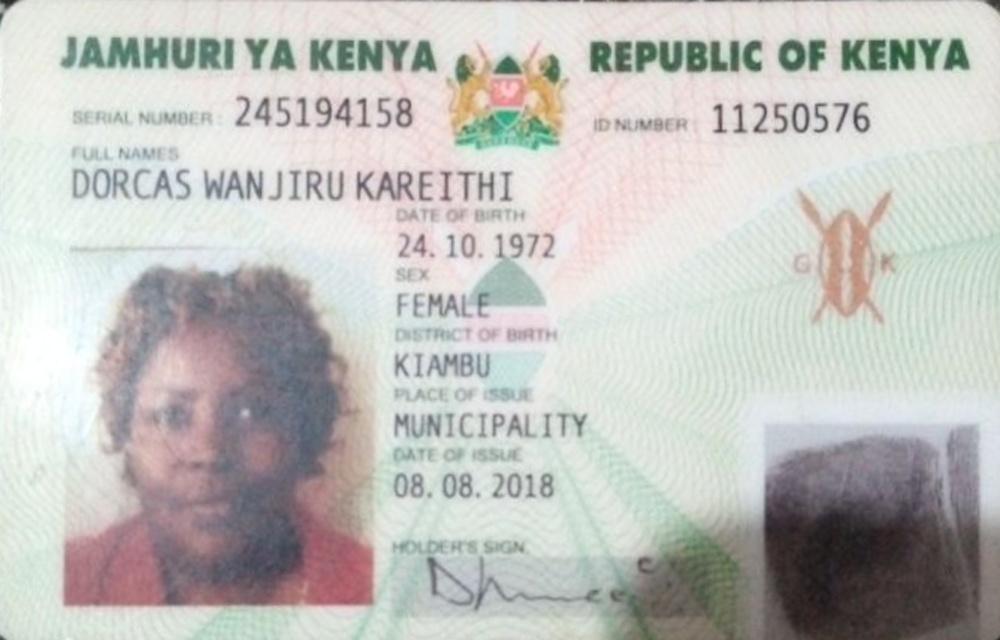 JAMHURI YA KENYA REPUBLIC OF KENYA
SERIAL NUMBER : 245194158 ID NUMBER : 11250576
FULL NAMES
DORCAS WANJIRU KAREITHI
DATE OF BIRTH
24. 10. 1972
SEX
FEMALE
G K
DISTRICT OF BIRTH
KIAMBU
PLACE OF ISSUE
MUNICIPALITY
DATE OF ISSUE
08. 08. 2018
HOLDER'S SIGN.